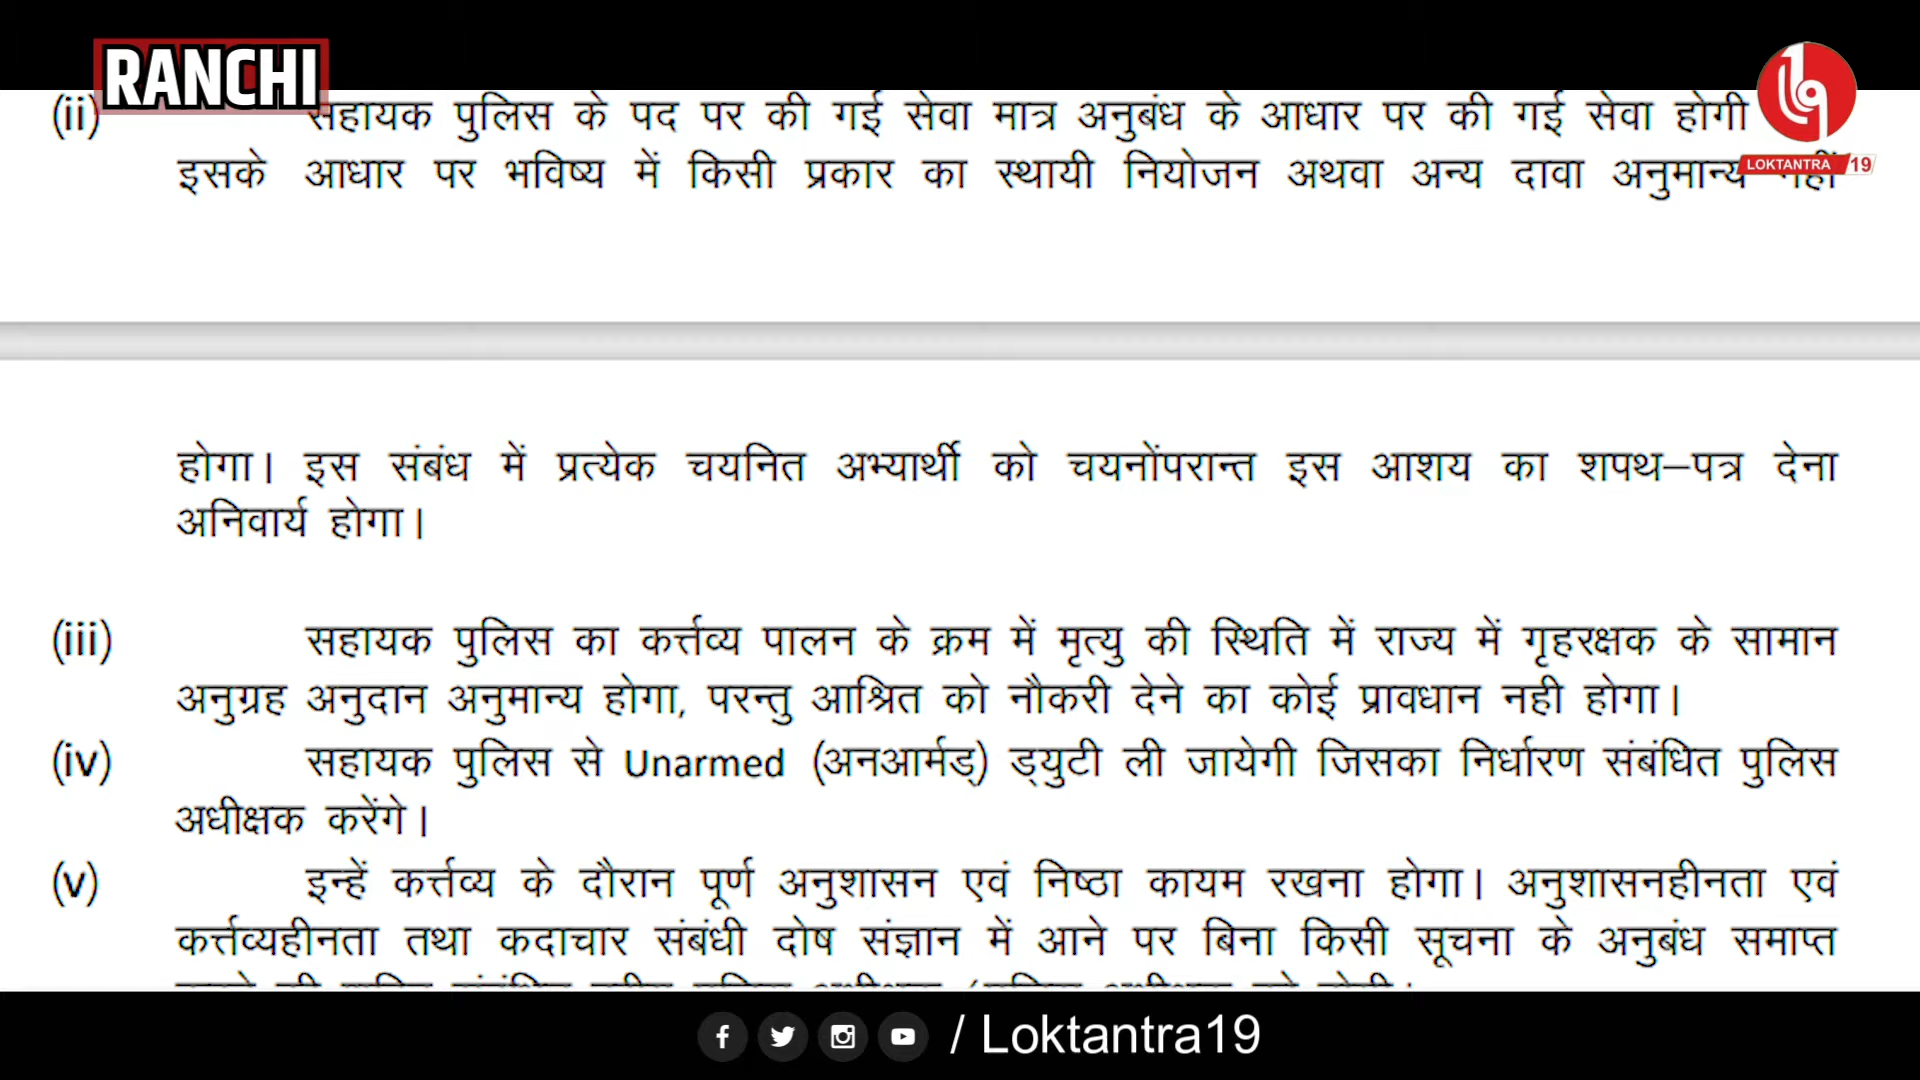 RANCHI
(ii) सहायक पुलिस के पद पर की गई सेवा मात्र अनुबंध के आधार पर की गई सेवा होगी
इसके आधार पर भविष्य में किसी प्रकार का स्थायी नियोजन अथवा अन्य दावा अनुमान्य
LOKTANTRA 19
होगा। इस संबंध में प्रत्येक चयनित अभ्यार्थी को चयनोंपरान्त इस आशय का शपथ–पत्र देना
अनिवार्य होगा।
(iii) सहायक पुलिस का कर्त्तव्य पालन के क्रम में मृत्यु की स्थिति में राज्य में गृहरक्षक के सामान
अनुग्रह अनुदान अनुमान्य होगा, परन्तु आश्रित को नौकरी देने का कोई प्रावधान नही होगा।
(iv) सहायक पुलिस से Unarmed (अनआर्मड्) ड्युटी ली जायेगी जिसका निर्धारण संबंधित पुलिस
अधीक्षक करेंगे।
(v) इन्हें कर्त्तव्य के दौरान पूर्ण अनुशासन एवं निष्ठा कायम रखना होगा। अनुशासनहीनता एवं
कर्त्तव्यहीनता तथा कदाचार संबंधी दोष संज्ञान में आने पर बिना किसी सूचना के अनुबंध समाप्त
/ Loktantra19